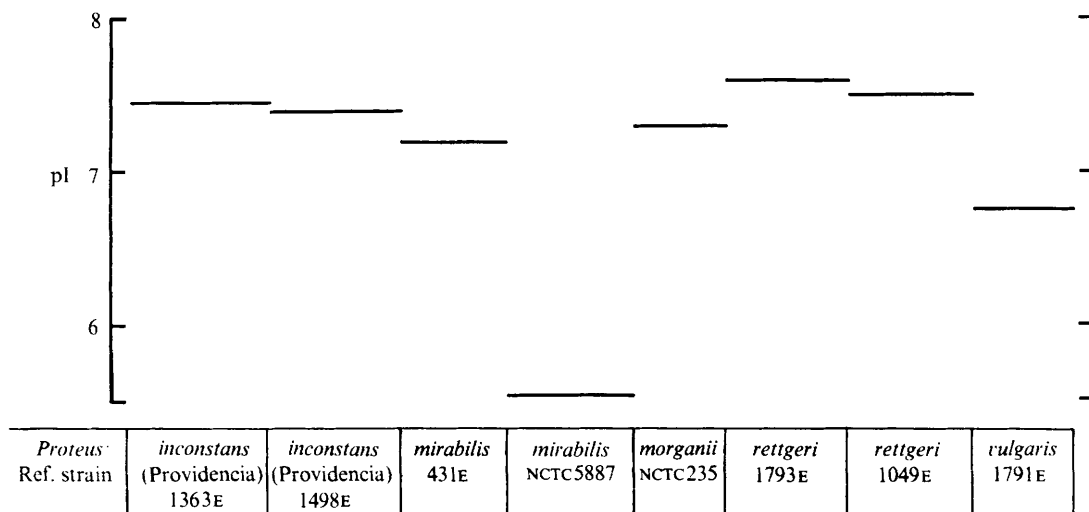 8
pI 7
6
Proteus inconstans inconstans mirabilis mirabilis morganii rettgeri rettgeri vulgaris
Ref. strain (Providencia) (Providencia) 431E NCTC5887 NCTC235 1793E 1049E 1791E
1363E 1498E